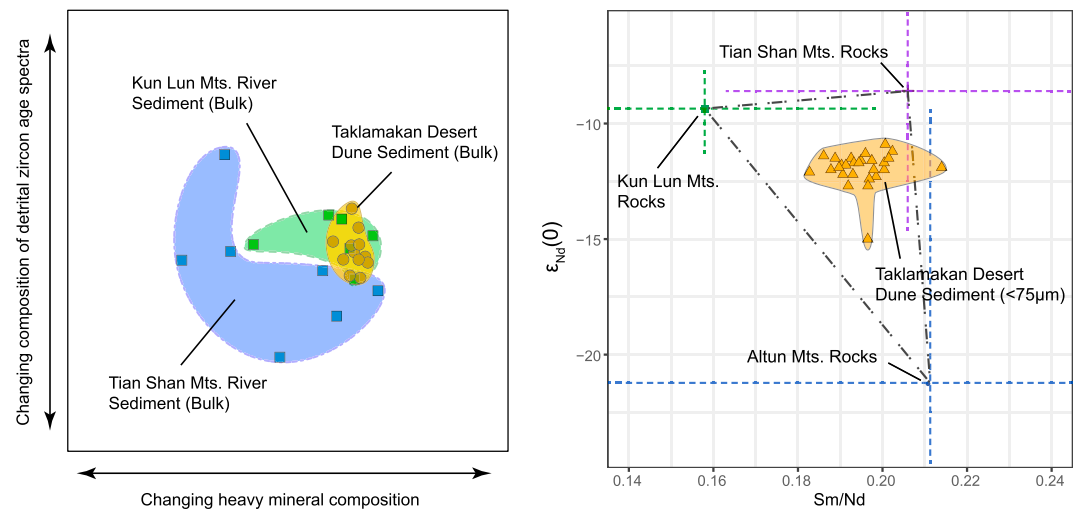 Changing composition of detrital zircon age spectra
Kun Lun Mts. River
Sediment (Bulk)
Taklamakan Desert
Dune Sediment (Bulk)
Tian Shan Mts. River
Sediment (Bulk)
Changing heavy mineral composition
εNd(0)
−10
−15
−20
Tian Shan Mts. Rocks
Kun Lun Mts.
Rocks
Taklamakan Desert
Dune Sediment (<75µm)
Altun Mts. Rocks
0.14
0.16
0.18
0.20
0.22
0.24
Sm/Nd